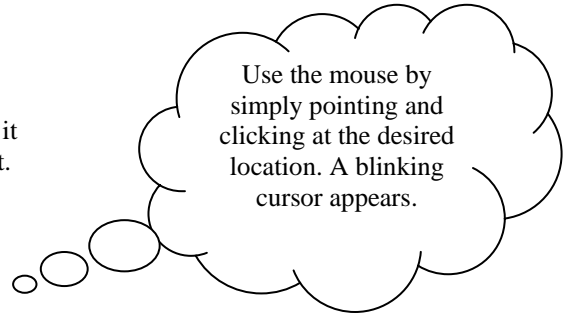 it
t.
Use the mouse by
simply pointing and
clicking at the desired
location. A blinking
cursor appears.